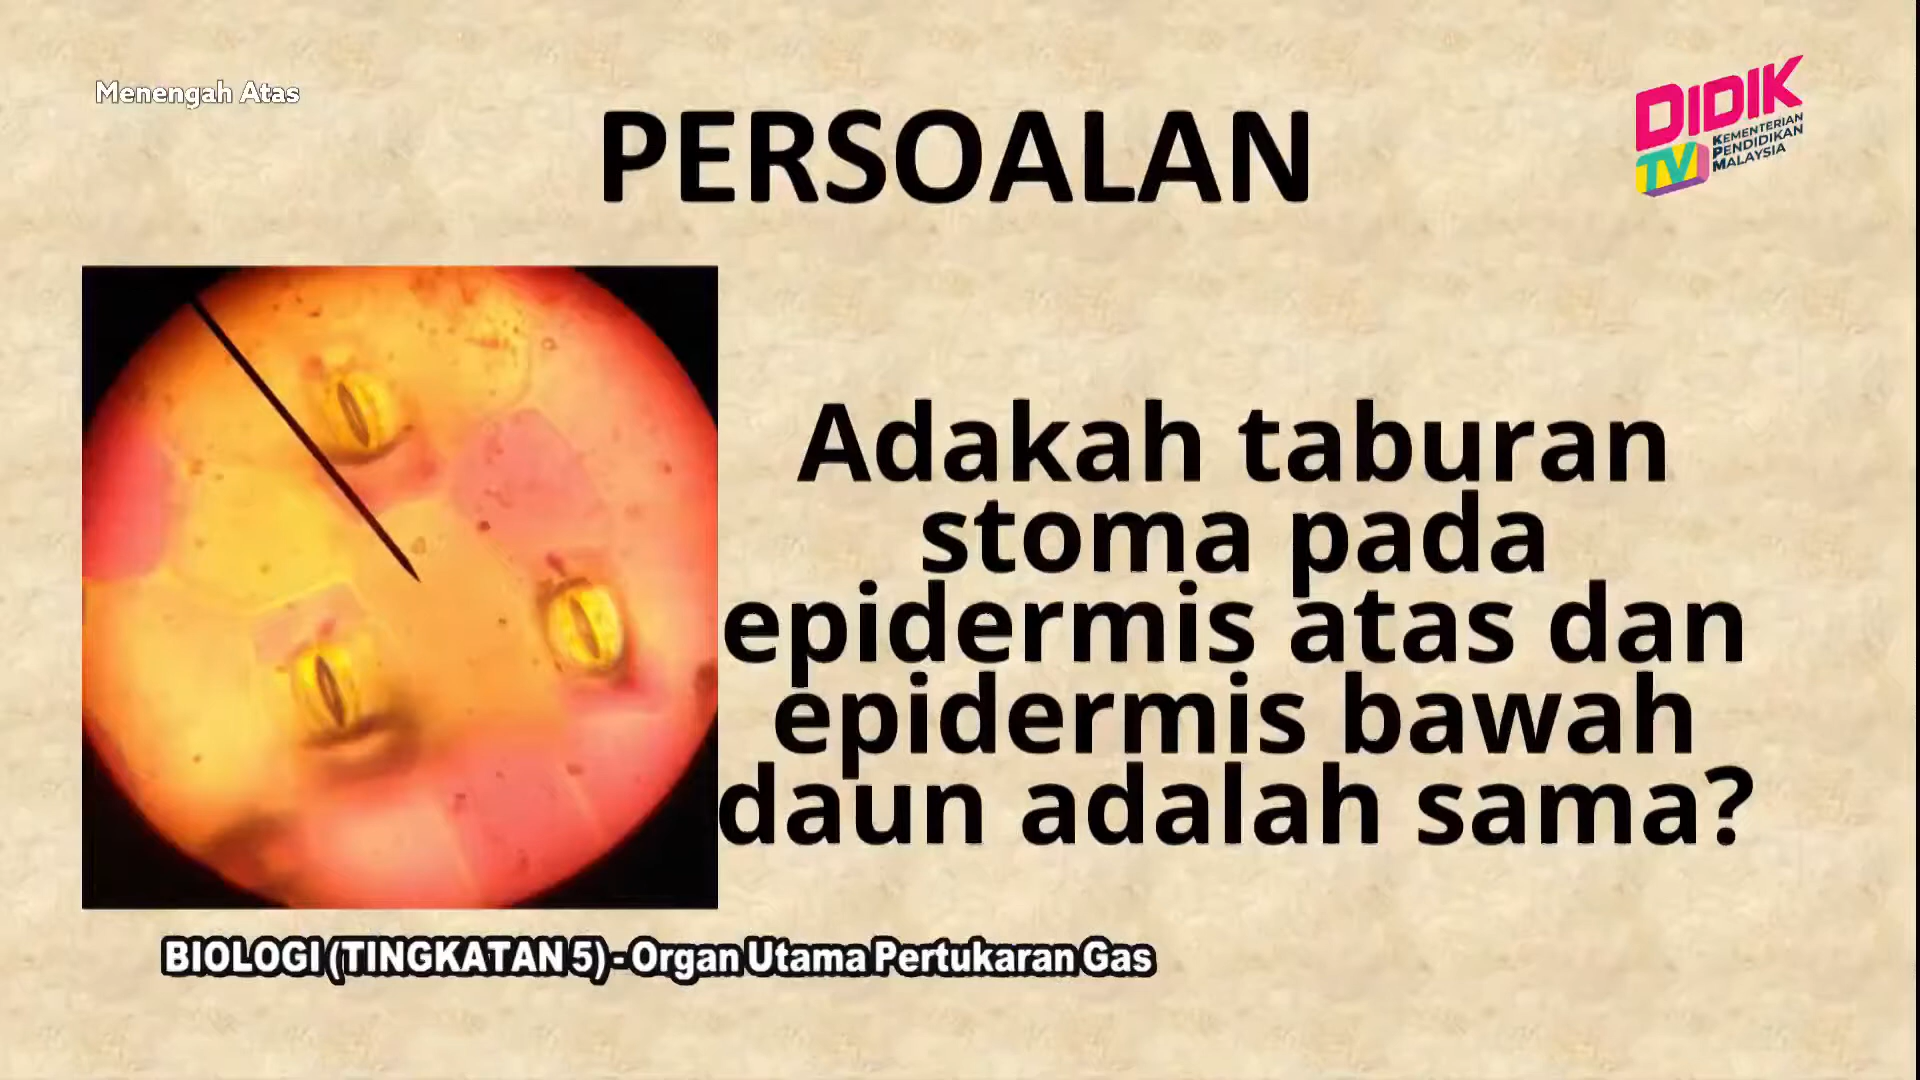 Menengah Atas
PERSOALAN
DIDIK
TV
KEMENTERIAN
PENDIDIKAN
MALAYSIA
Adakah taburan
stoma pada
epidermis atas dan
epidermis bawah
daun adalah sama?
BIOLOGI (TINGKATAN 5) - Organ Utama Pertukaran Gas